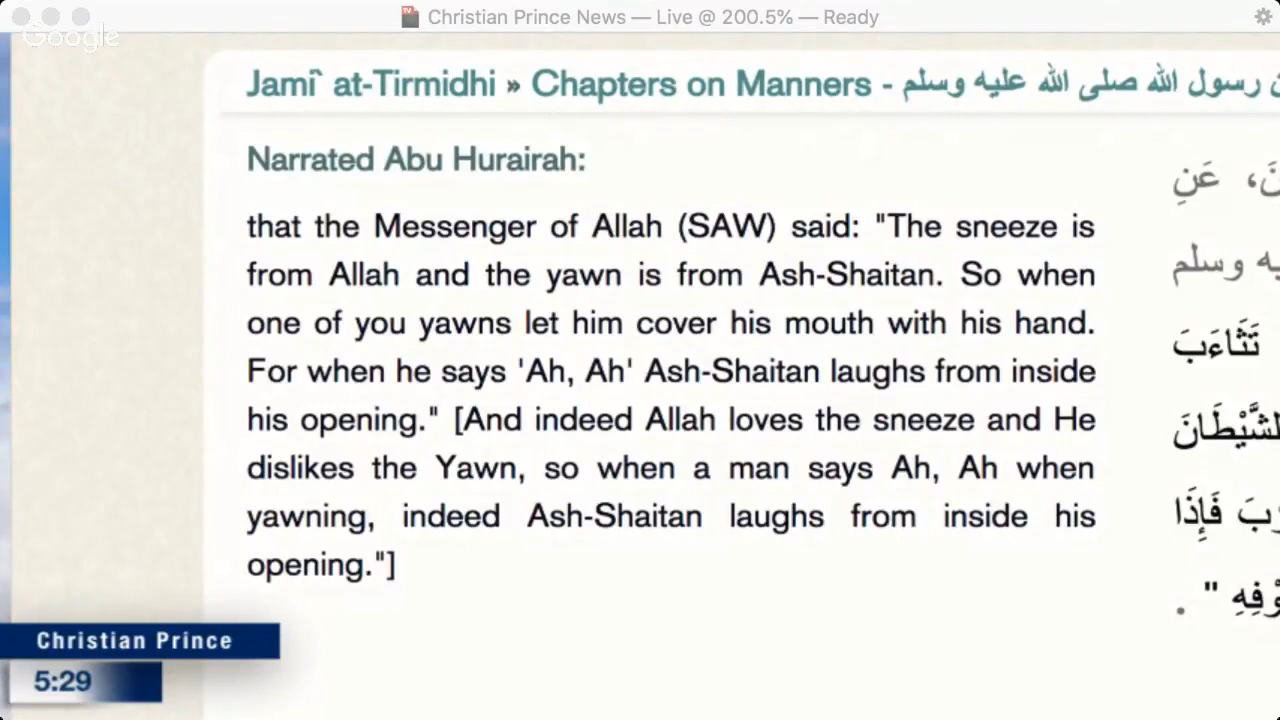 Christian Prince News — Live @ 200.5% — Ready
Google
Jami` at-Tirmidhi » Chapters on Manners - رسول الله صلى الله عليه وسلم
Narrated Abu Hurairah:
that the Messenger of Allah (SAW) said: "The sneeze is
from Allah and the yawn is from Ash-Shaitan. So when
one of you yawns let him cover his mouth with his hand.
For when he says 'Ah, Ah' Ash-Shaitan laughs from inside
his opening." [And indeed Allah loves the sneeze and He
dislikes the Yawn, so when a man says Ah, Ah when
yawning, indeed Ash-Shaitan laughs from inside his
opening."]
عَنِ
وسلم
تَثَاءَبَ
فَإِذَا
" .
Christian Prince
5:29